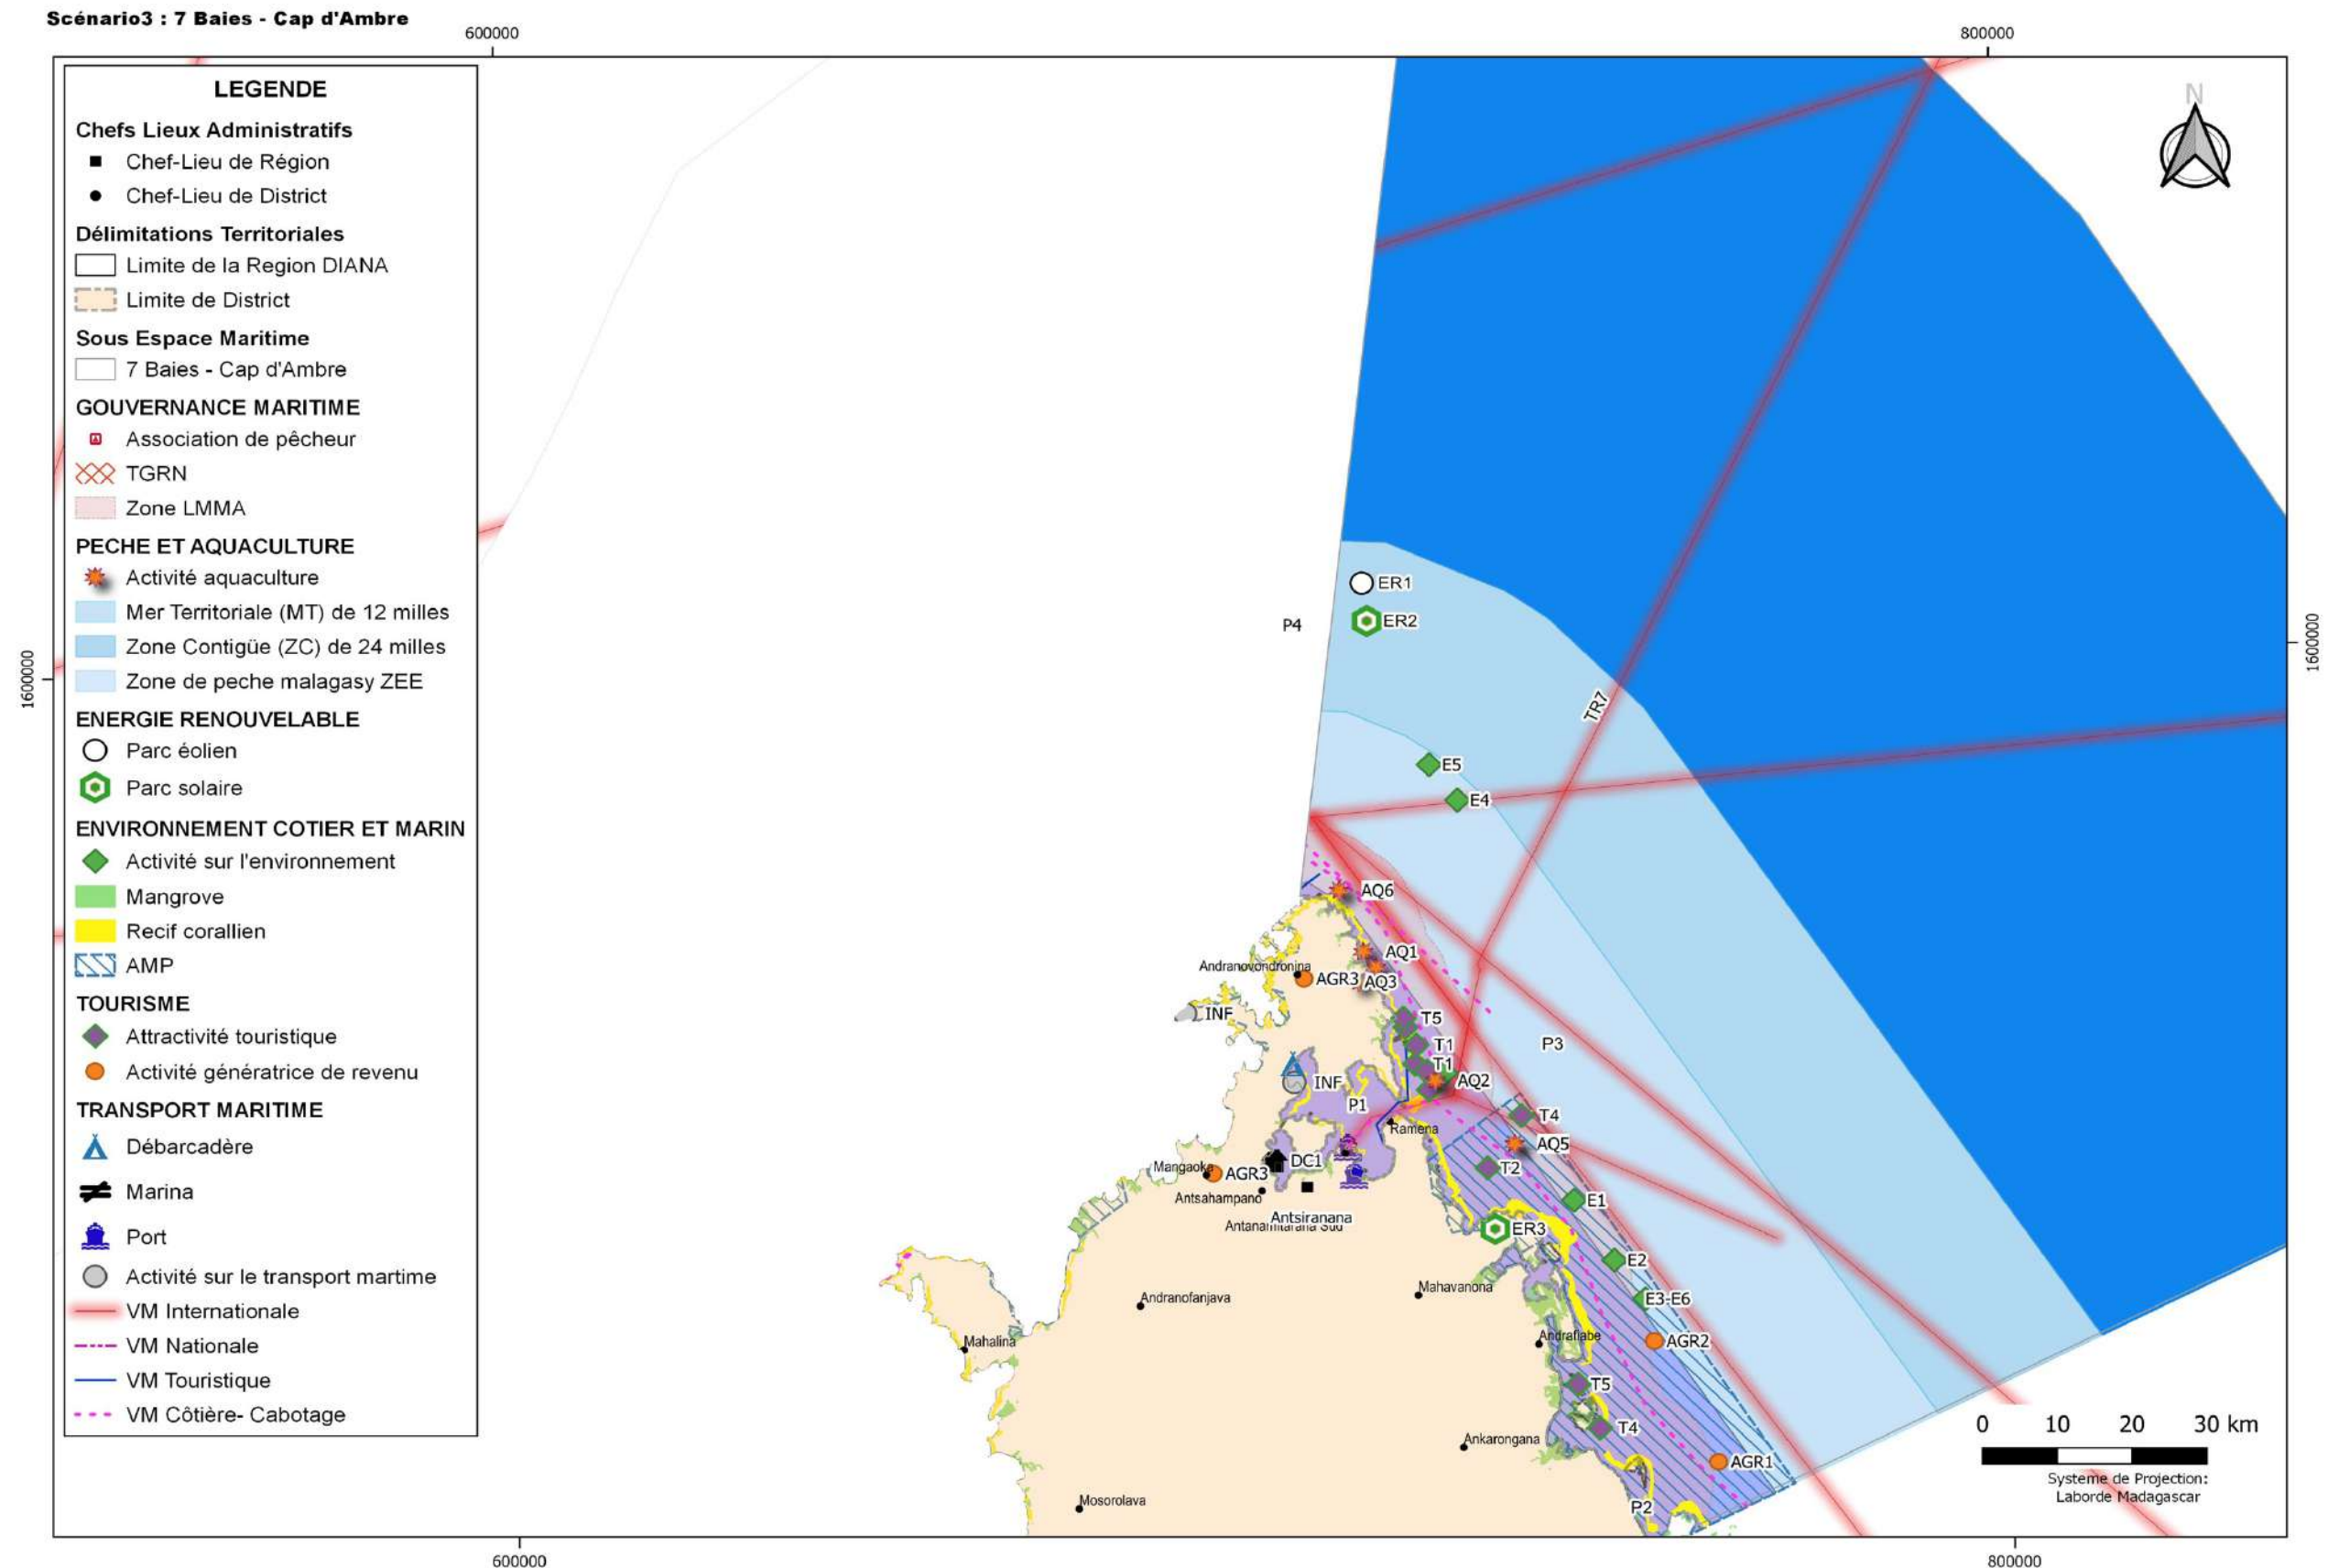 Scénario3 : 7 Baies - Cap d'Ambre
600000
800000
LEGENDE
Chefs Lieux Administratifs
Chef-Lieu de Région
Chef-Lieu de District
Délimitations Territoriales
Limite de la Region DIANA
Limite de District
Sous Espace Maritime
7 Baies - Cap d'Ambre
GOUVERNANCE MARITIME
Association de pêcheur
TGRN
Zone LMMA
PECHE ET AQUACULTURE
Activité aquaculture
Mer Territoriale (MT) de 12 milles
Zone Contigüe (ZC) de 24 milles
Zone de peche malagasy ZEE
ENERGIE RENOUVELABLE
Parc éolien
Parc solaire
ENVIRONNEMENT COTIER ET MARIN
Activité sur l'environnement
Mangrove
Recif corallien
AMP
TOURISME
Attractivité touristique
Activité génératrice de revenu
TRANSPORT MARITIME
Débarcadère
Marina
Port
Activité sur le transport martime
VM Internationale
VM Nationale
VM Touristique
VM Côtière- Cabotage
N
1600000
1600000
ER1
ER2
P4
TR7
E5
E4
AQ6
AQ1
Andranovondronina
AGR3
AQ3
INF
T5
T1
P3
T1
AQ2
INF
P1
T4
Ramena
AQ5
DC1
T2
Mangaoka
AGR3
Antsahampano
E1
Antsiranana
Antanamitarana Sud
ER3
E2
Mahavanona
Andranofanjava
E3-E6
Andrafiabe
AGR2
Mahalina
T5
T4
Ankarongana
AGR1
Mosorolava
P2
0 10 20 30 km
Systeme de Projection:
Laborde Madagascar
600000
800000